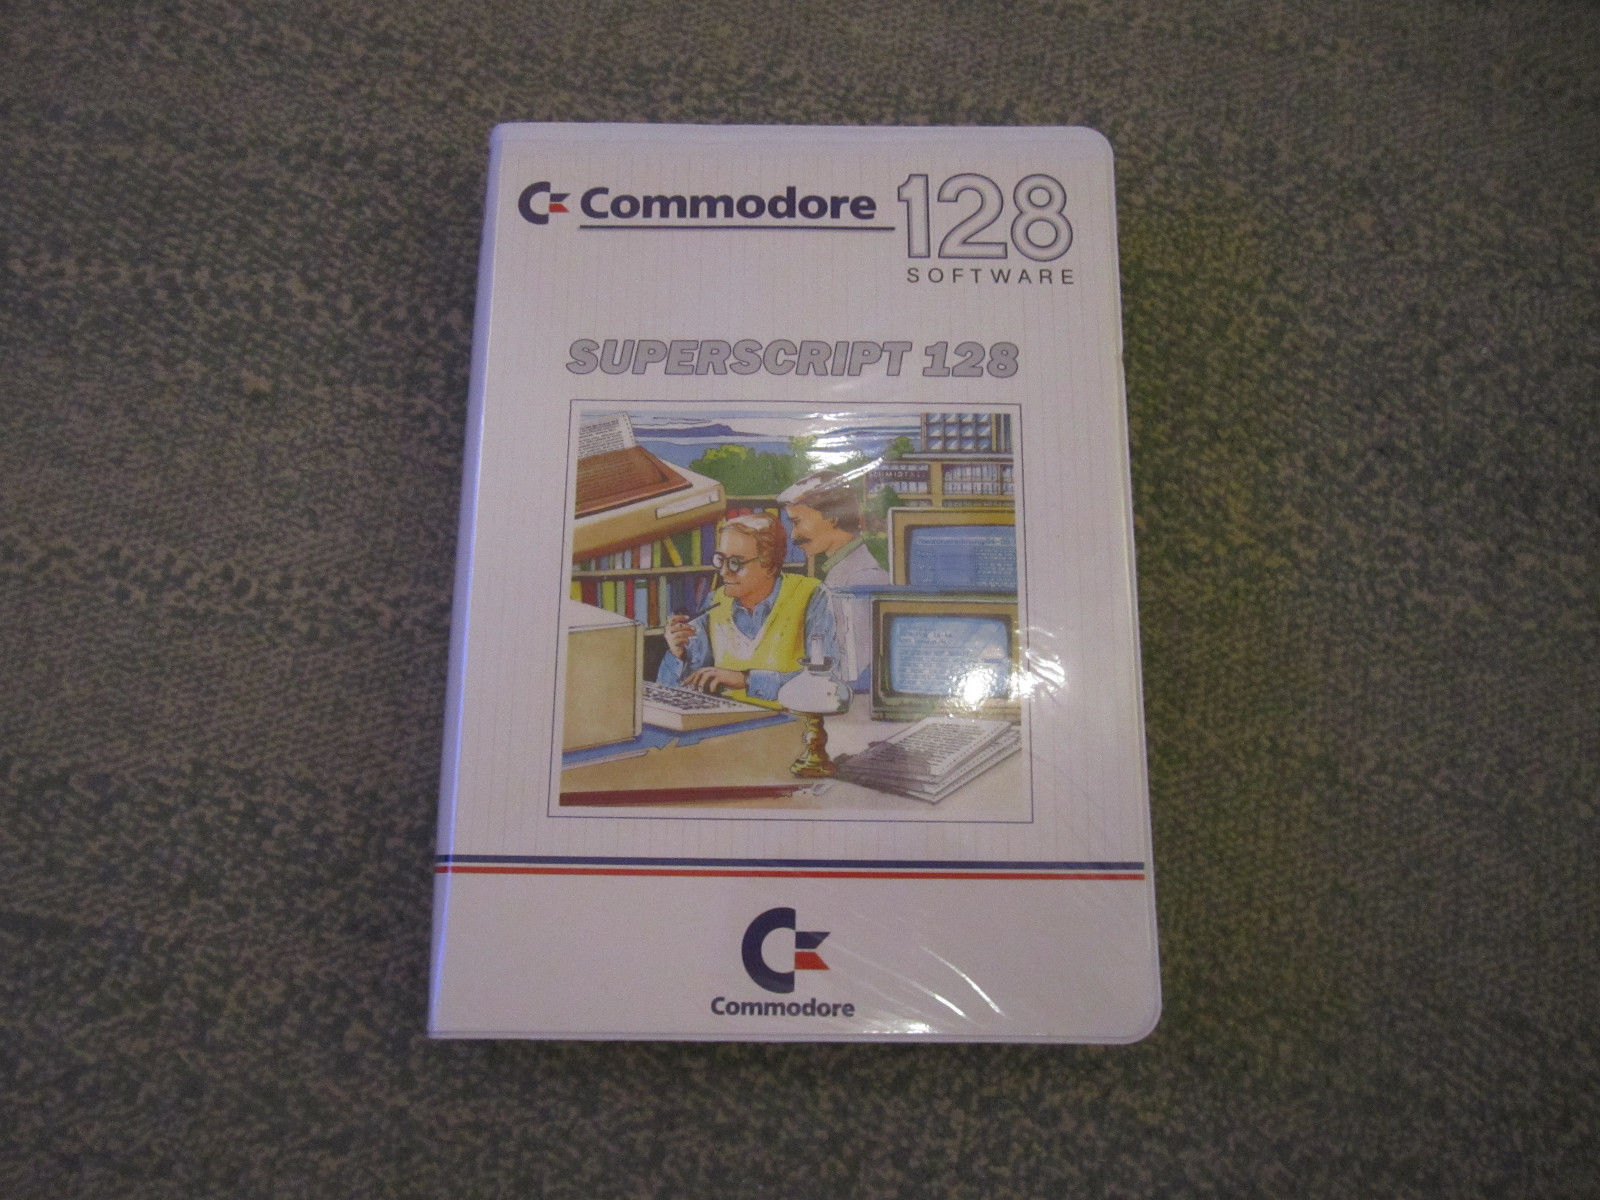 Commodore 128
SOFTWARE
SUPERSCRIPT 128
Commodore